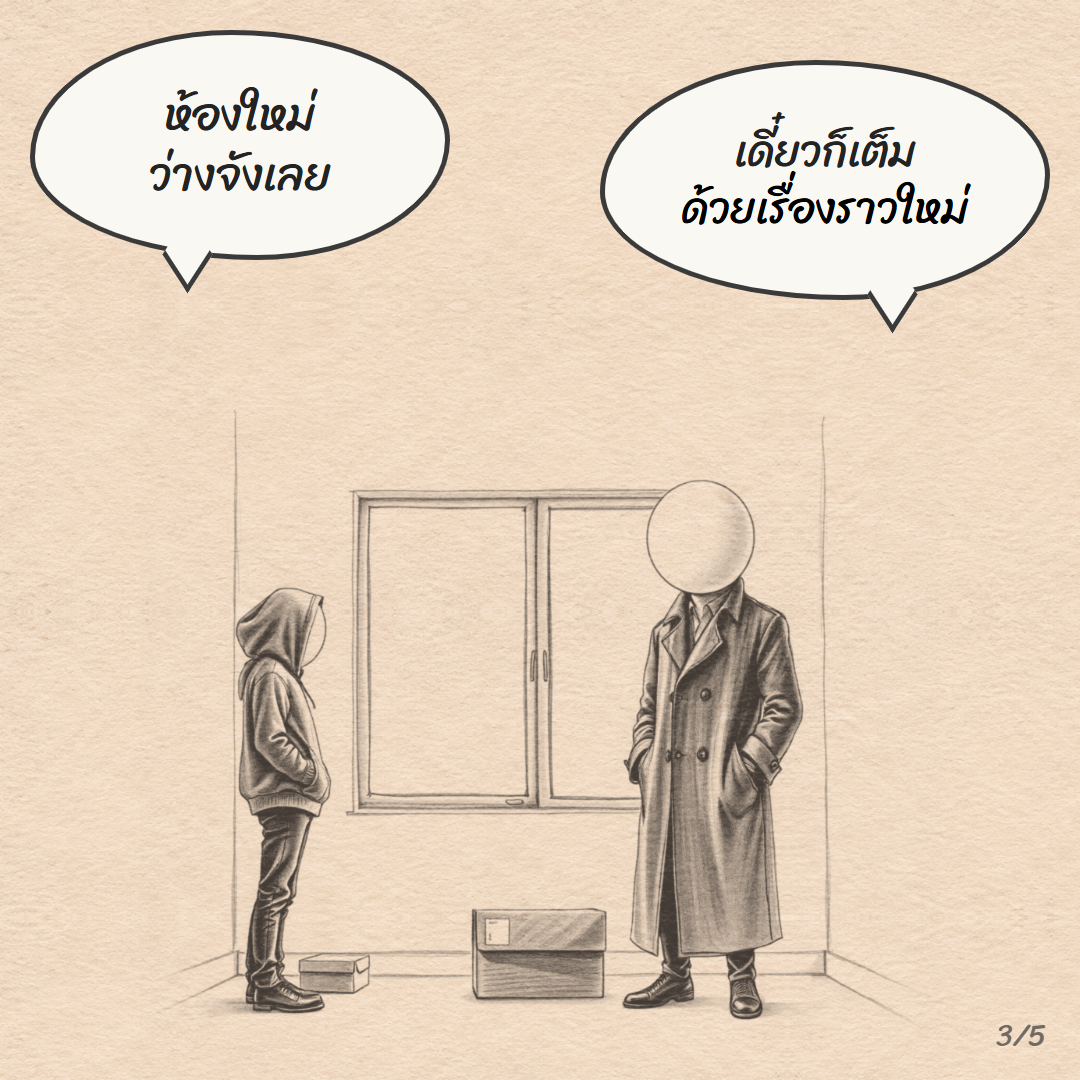 ห้องใหม่
ว่างจังเลย
เดี๋ยวก็เต็ม
ด้วยเรื่องราวใหม่
3/5